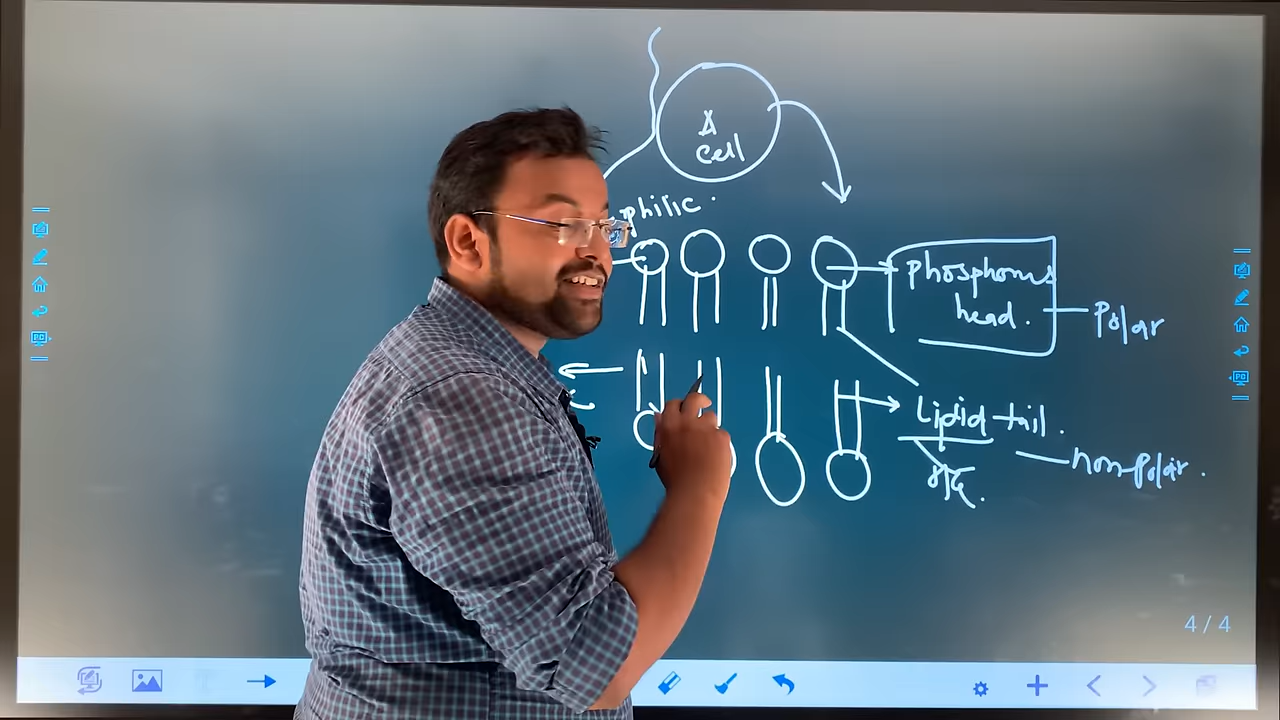 A
cell
philic.
phosphorus
head.
Polar
Lipid tail.
non-polar.
4/4